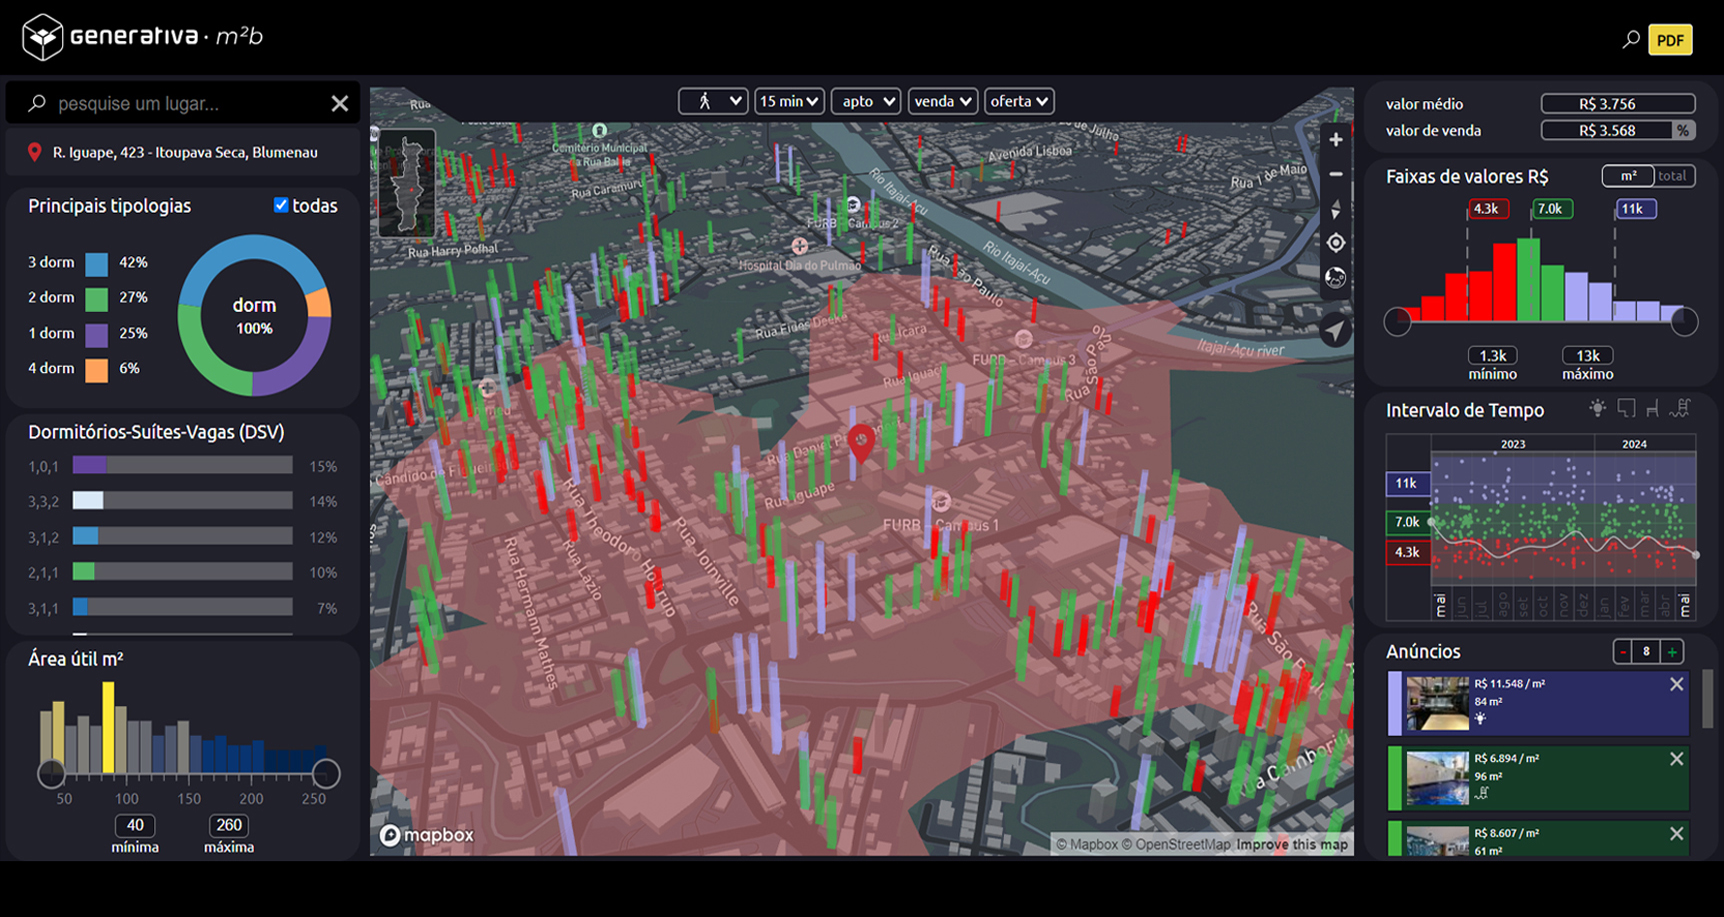 Generativa · m²b
PDF
pesquise um lugar...
R. Iguape, 423 - Itoupava Seca, Blumenau
Principais tipologias
todas
3 dorm 42%
2 dorm 27%
1 dorm 25%
4 dorm 6%
dorm
100%
Dormitórios-Suítes-Vagas (DSV)
1,0,1 15%
3,3,2 14%
3,1,2 12%
2,1,1 10%
3,1,1 7%
Área útil m²
50 100 150 200 250
40 260
mínima máxima
15 min apto venda oferta
Cemitério Municipal
da Rua Bahia
Rua Caramuru
Avenida Lisboa
Rua 1 de Maio
Rio Itajaí-Açu
FURB - Campus 2
Rua Harry Pofhal
Hospital Dia do Pulmão
Rio Itajaí-Açu
Rua São Paulo
Rua Icara
Itajaí-Açu river
FURB - Campus 3
Rua Iguaçu
Rua São Pau
Rua Iguape
Cândido de Figueiredo
FURB - Campus 1
Rua Theodoro Holtrup
Rua Joinville
Rua Lazio
Rua Hermann Mathes
Rua São P
Rua Camboriú
mapbox
© Mapbox © OpenStreetMap Improve this map
valor médio R$ 3.756
valor de venda R$ 3.568 %
Faixas de valores R$ m² total
4.3k 7.0k 11k
1.3k 13k
mínimo máximo
Intervalo de Tempo
2023 2024
11k
7.0k
4.3k
mai jun jul ago set oct nov dez jan fev mar abr mai
Anúncios - 8 +
R$ 11.548 / m²
84 m²
R$ 6.894 / m²
96 m²
R$ 8.607 / m²
61 m²